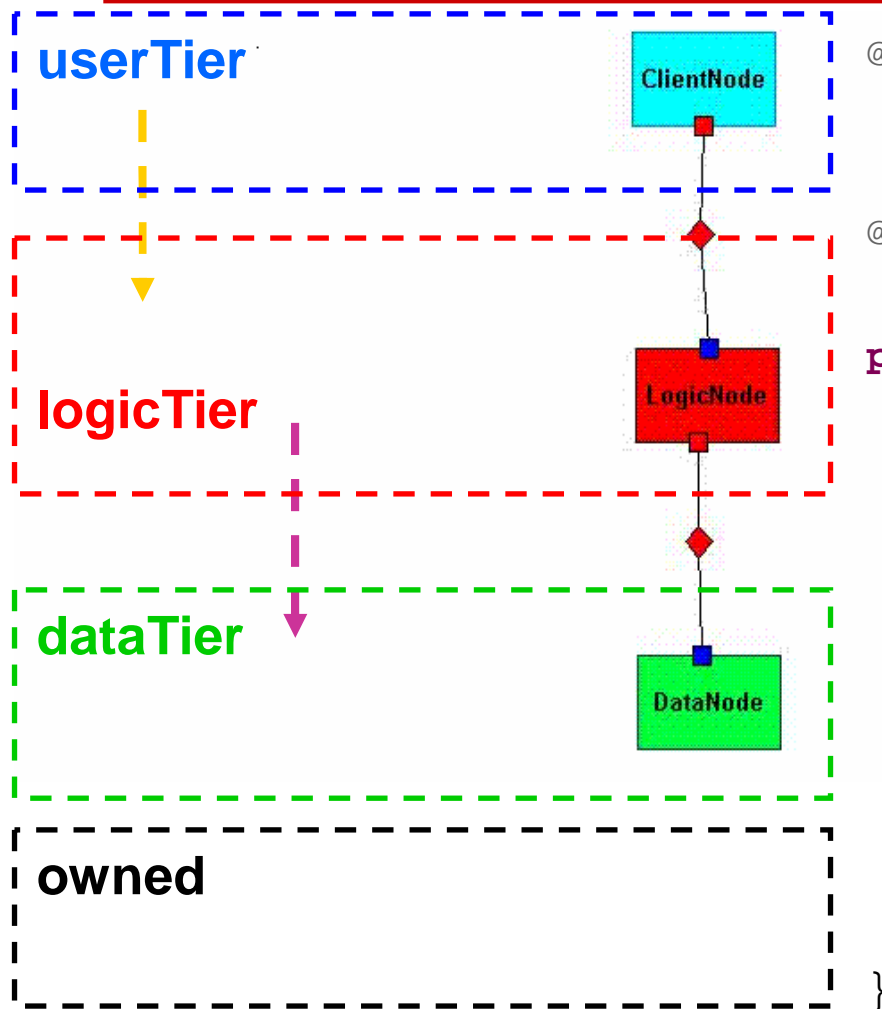 userTier
ClientNode
@
@
p
logicTier
LogicNode
dataTier
DataNode
owned
}